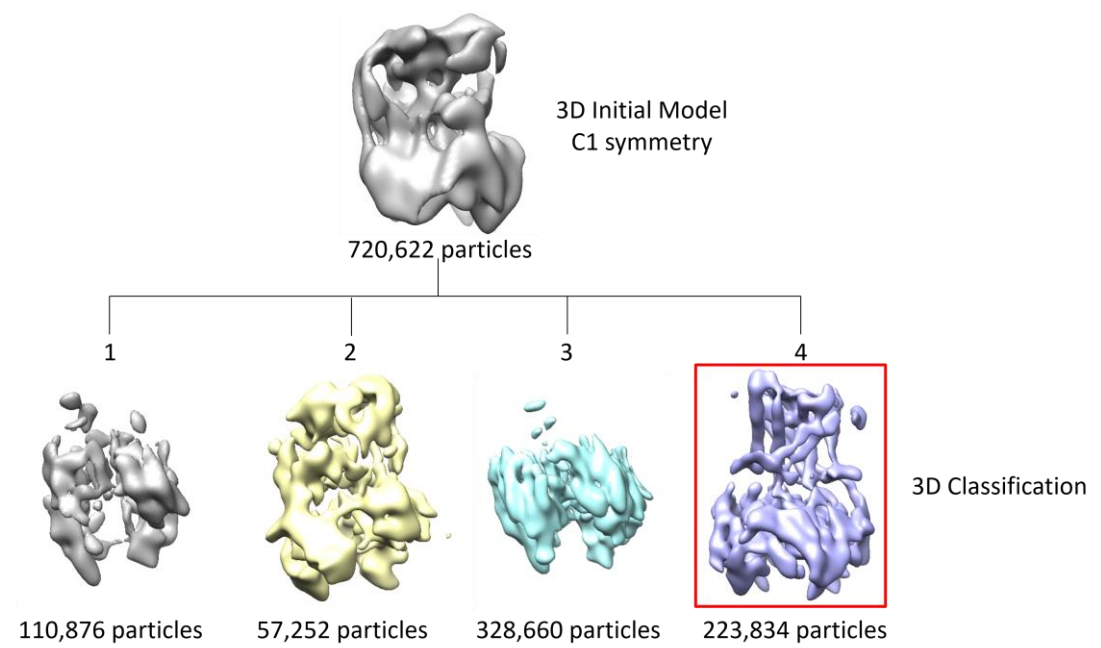 3D Initial Model
C1 symmetry
720,622 particles
1
2
3
4
3D Classification
110,876 particles
57,252 particles
328,660 particles
223,834 particles